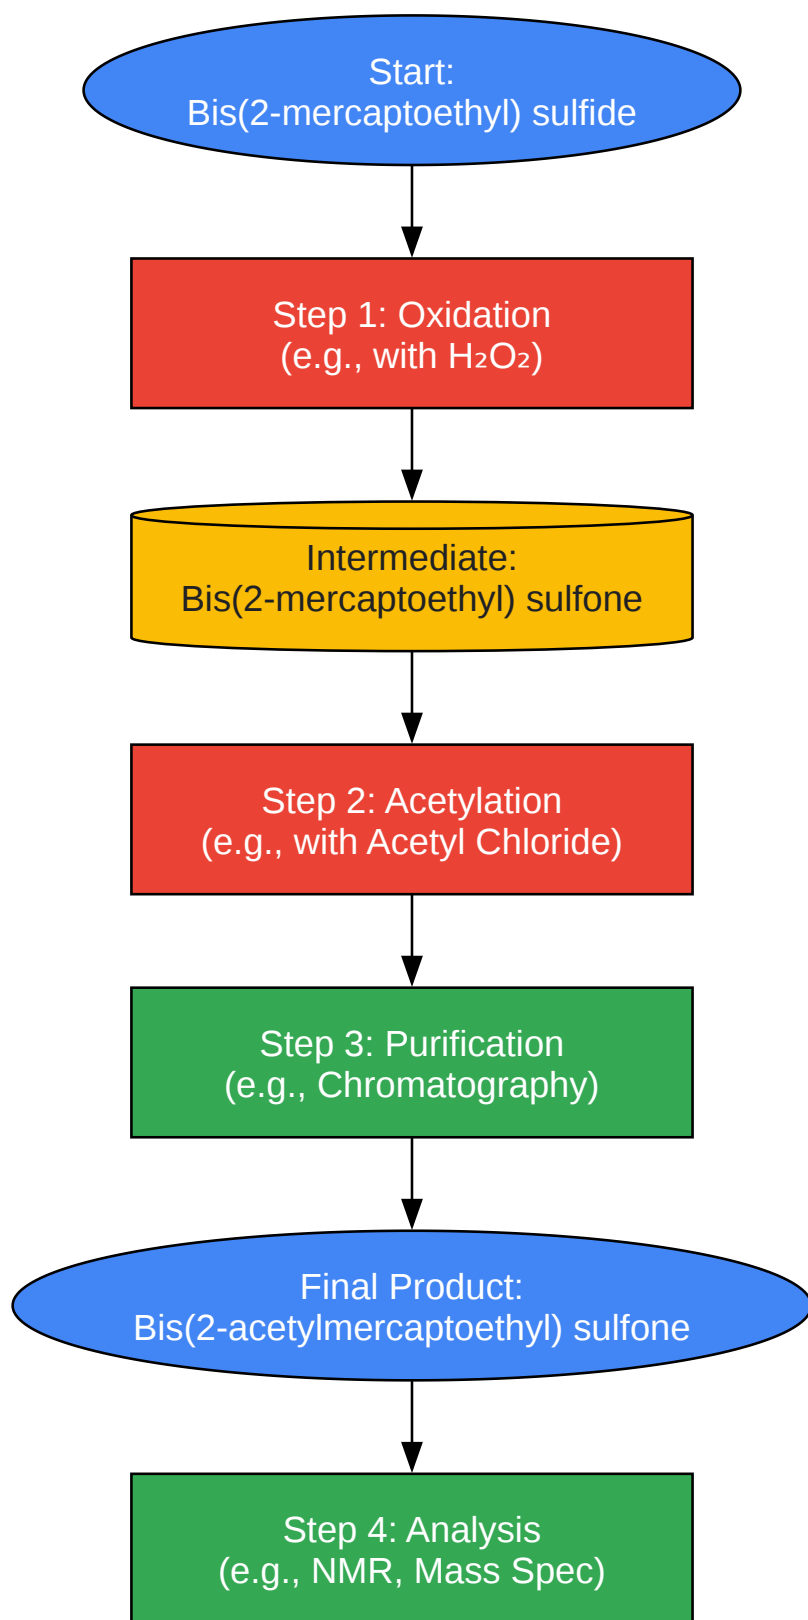 Start:
Bis(2-mercaptoethyl) sulfide
Step 1: Oxidation
(e.g., with H₂O₂)
Intermediate:
Bis(2-mercaptoethyl) sulfone
Step 2: Acetylation
(e.g., with Acetyl Chloride)
Step 3: Purification
(e.g., Chromatography)
Final Product:
Bis(2-acetylmercaptoethyl) sulfone
Step 4: Analysis
(e.g., NMR, Mass Spec)